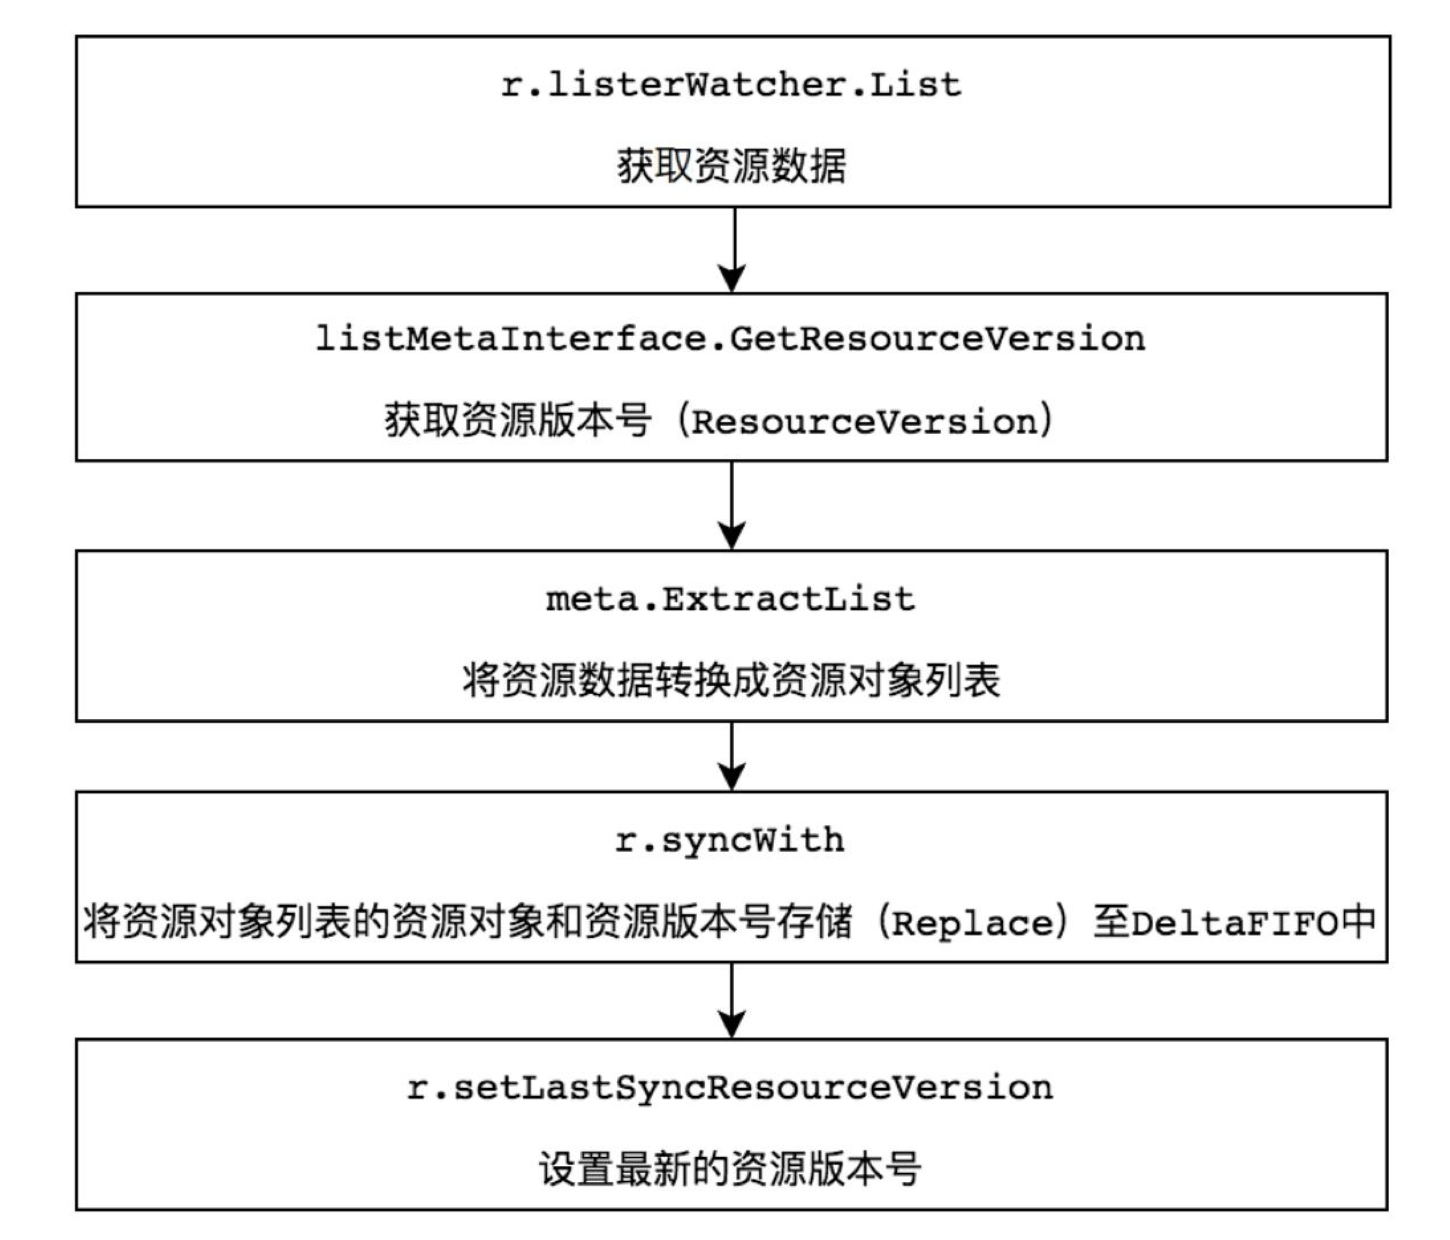 r.listerWatcher.List
获取资源数据
listMetaInterface.GetResourceVersion
获取资源版本号（ResourceVersion）
meta.ExtractList
将资源数据转换成资源对象列表
r.syncWith
将资源对象列表的资源对象和资源版本号存储（Replace）至DeltaFIFO中
r.setLastSyncResourceVersion
设置最新的资源版本号